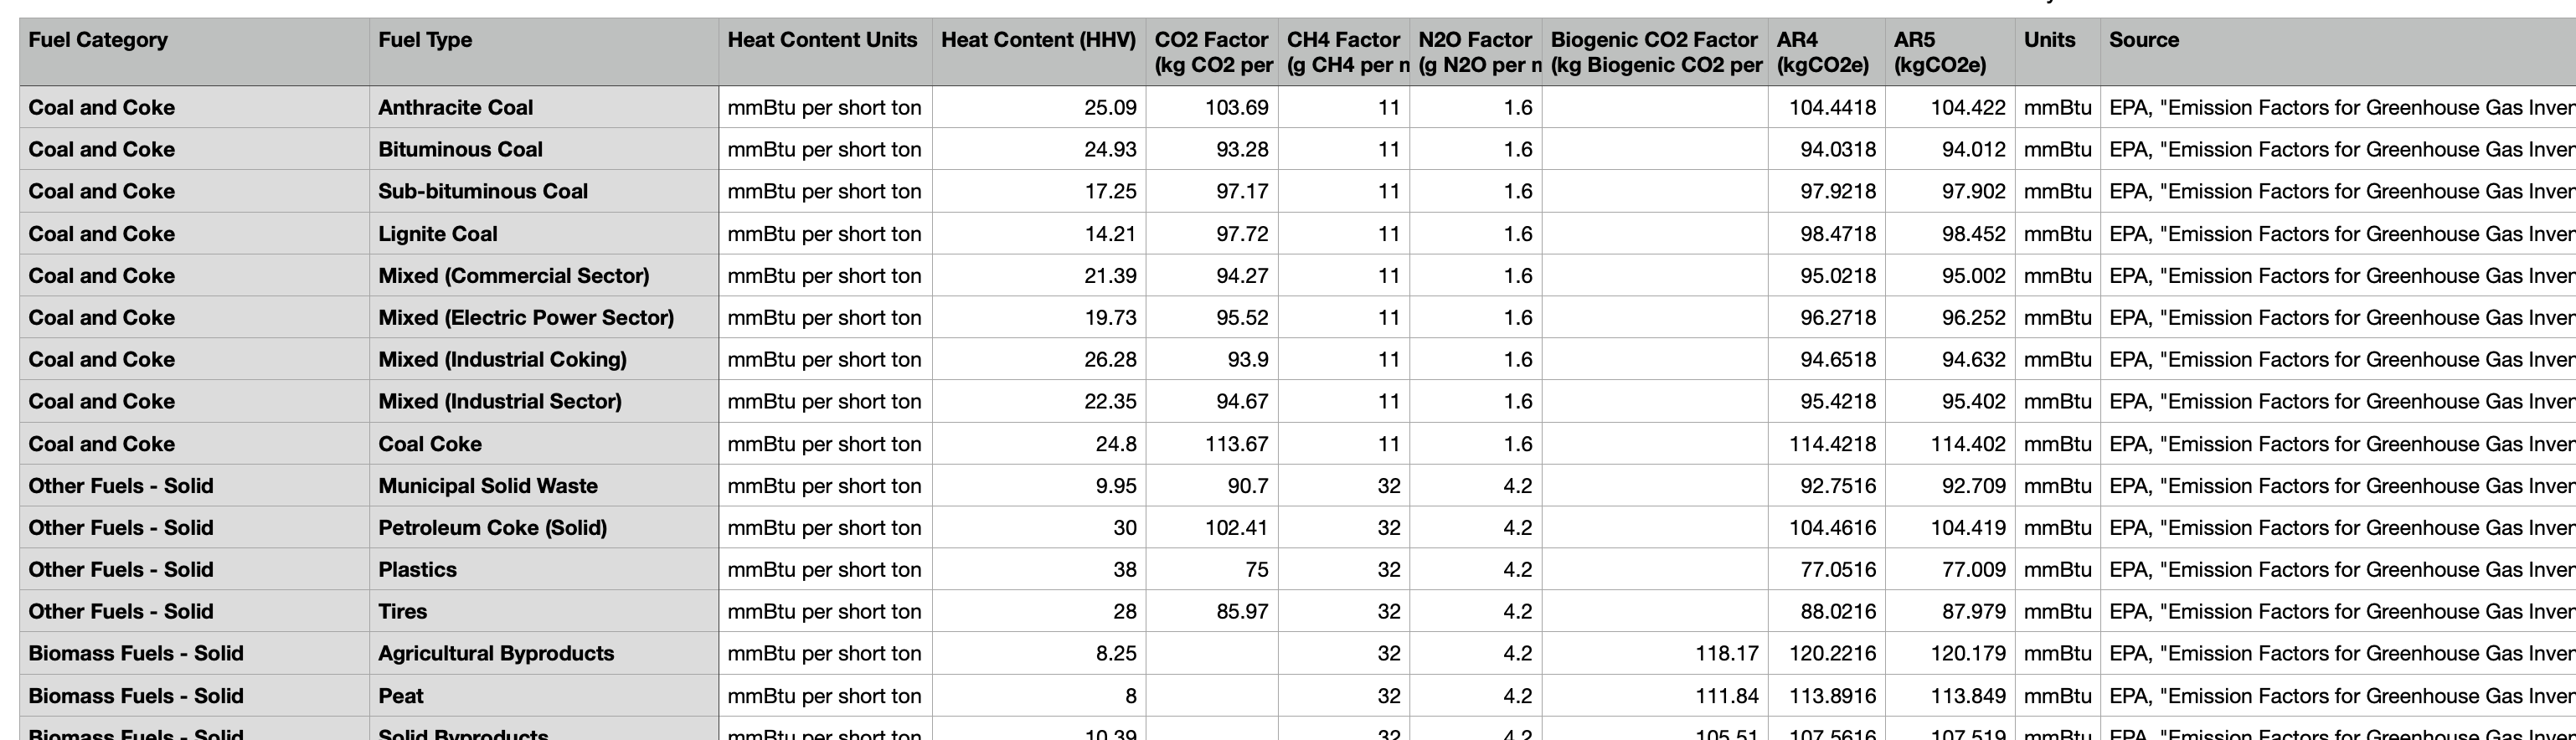 Fuel Category Fuel Type Heat Content Units Heat Content (HHV) CO2 Factor CH4 Factor N2O Factor Biogenic CO2 Factor AR4 AR5 Units Source
(kg CO2 per (g CH4 per (g N2O per (kg Biogenic CO2 per (kgCO2e) (kgCO2e)
Coal and Coke Anthracite Coal mmBtu per short ton 25.09 103.69 11 1.6 104.4418 104.422 mmBtu EPA, "Emission Factors for Greenhouse Gas Inven
Coal and Coke Bituminous Coal mmBtu per short ton 24.93 93.28 11 1.6 94.0318 94.012 mmBtu EPA, "Emission Factors for Greenhouse Gas Inven
Coal and Coke Sub-bituminous Coal mmBtu per short ton 17.25 97.17 11 1.6 97.9218 97.902 mmBtu EPA, "Emission Factors for Greenhouse Gas Inven
Coal and Coke Lignite Coal mmBtu per short ton 14.21 97.72 11 1.6 98.4718 98.452 mmBtu EPA, "Emission Factors for Greenhouse Gas Inven
Coal and Coke Mixed (Commercial Sector) mmBtu per short ton 21.39 94.27 11 1.6 95.0218 95.002 mmBtu EPA, "Emission Factors for Greenhouse Gas Inven
Coal and Coke Mixed (Electric Power Sector) mmBtu per short ton 19.73 95.52 11 1.6 96.2718 96.252 mmBtu EPA, "Emission Factors for Greenhouse Gas Inven
Coal and Coke Mixed (Industrial Coking) mmBtu per short ton 26.28 93.9 11 1.6 94.6518 94.632 mmBtu EPA, "Emission Factors for Greenhouse Gas Inven
Coal and Coke Mixed (Industrial Sector) mmBtu per short ton 22.35 94.67 11 1.6 95.4218 95.402 mmBtu EPA, "Emission Factors for Greenhouse Gas Inven
Coal and Coke Coal Coke mmBtu per short ton 24.8 113.67 11 1.6 114.4218 114.402 mmBtu EPA, "Emission Factors for Greenhouse Gas Inven
Other Fuels - Solid Municipal Solid Waste mmBtu per short ton 9.95 90.7 32 4.2 92.7516 92.709 mmBtu EPA, "Emission Factors for Greenhouse Gas Inven
Other Fuels - Solid Petroleum Coke (Solid) mmBtu per short ton 30 102.41 32 4.2 104.4616 104.419 mmBtu EPA, "Emission Factors for Greenhouse Gas Inven
Other Fuels - Solid Plastics mmBtu per short ton 38 75 32 4.2 77.0516 77.009 mmBtu EPA, "Emission Factors for Greenhouse Gas Inven
Other Fuels - Solid Tires mmBtu per short ton 28 85.97 32 4.2 88.0216 87.979 mmBtu EPA, "Emission Factors for Greenhouse Gas Inven
Biomass Fuels - Solid Agricultural Byproducts mmBtu per short ton 8.25 32 4.2 118.17 120.2216 120.179 mmBtu EPA, "Emission Factors for Greenhouse Gas Inven
Biomass Fuels - Solid Peat mmBtu per short ton 8 32 4.2 111.84 113.8916 113.849 mmBtu EPA, "Emission Factors for Greenhouse Gas Inven
Biomass Fuels - Solid Solid Byproducts mmBtu per short ton 10.39 32 4.2 105.51 107.5616 107.519 mmBtu EPA, "Emission Factors for Greenhouse Gas Inven